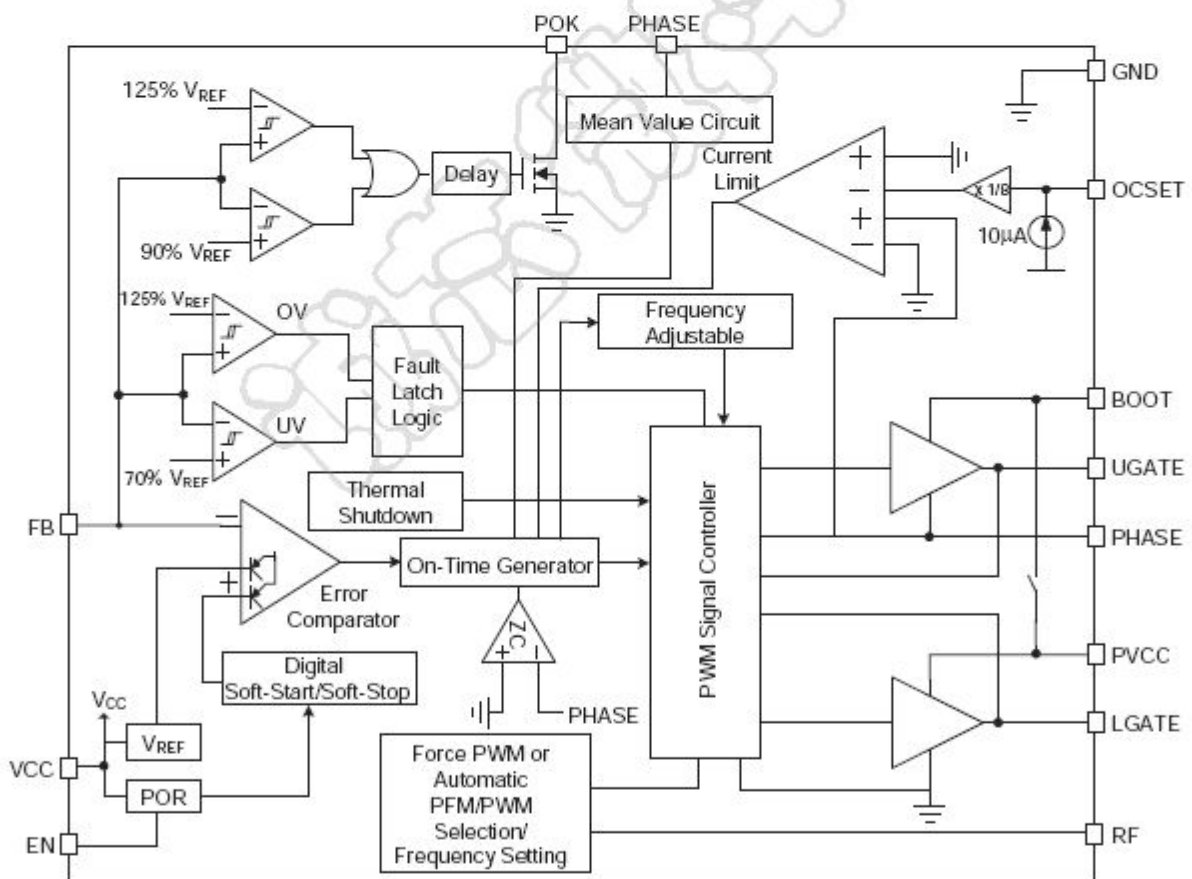 POK
PHASE
GND
125% VREF
−
+
Mean Value Circuit
Current
Limit
+
−
+
−
x 1/8
OCSET
10μA
Delay
−
+
90% VREF
125% VREF
OV
−
+
Fault
Latch
Logic
Frequency
Adjustable
BOOT
−
+
UV
70% VREF
UGATE
Thermal
Shutdown
FB
−
+
Error
Comparator
On-Time Generator
PWM Signal Controller
PHASE
ZC
+
−
PHASE
Digital
Soft-Start/Soft-Stop
PVCC
VCC
VREF
LGATE
VCC
POR
Force PWM or
Automatic
PFM/PWM
Selection/
Frequency Setting
EN
RF